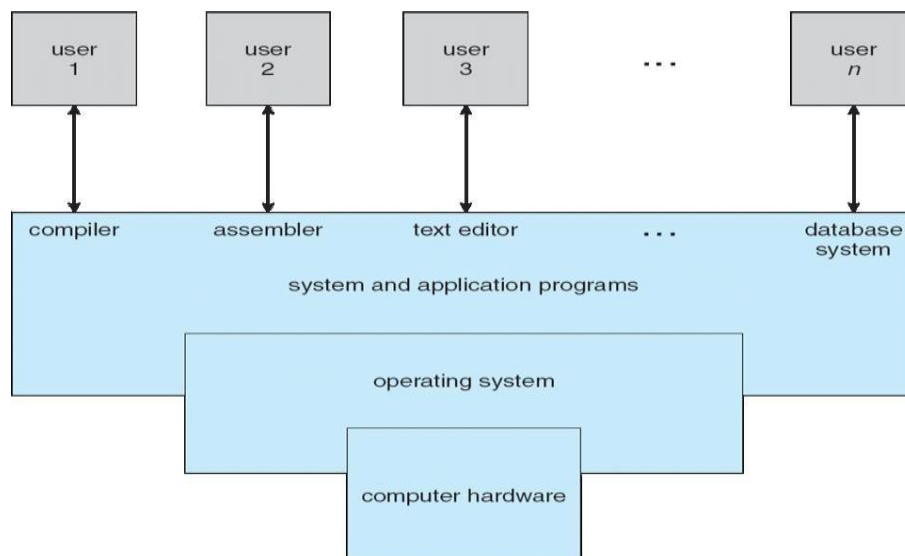 user
1
user
2
user
3
...
user
n
compiler
assembler
text editor
...
database
system
system and application programs
operating system
computer hardware